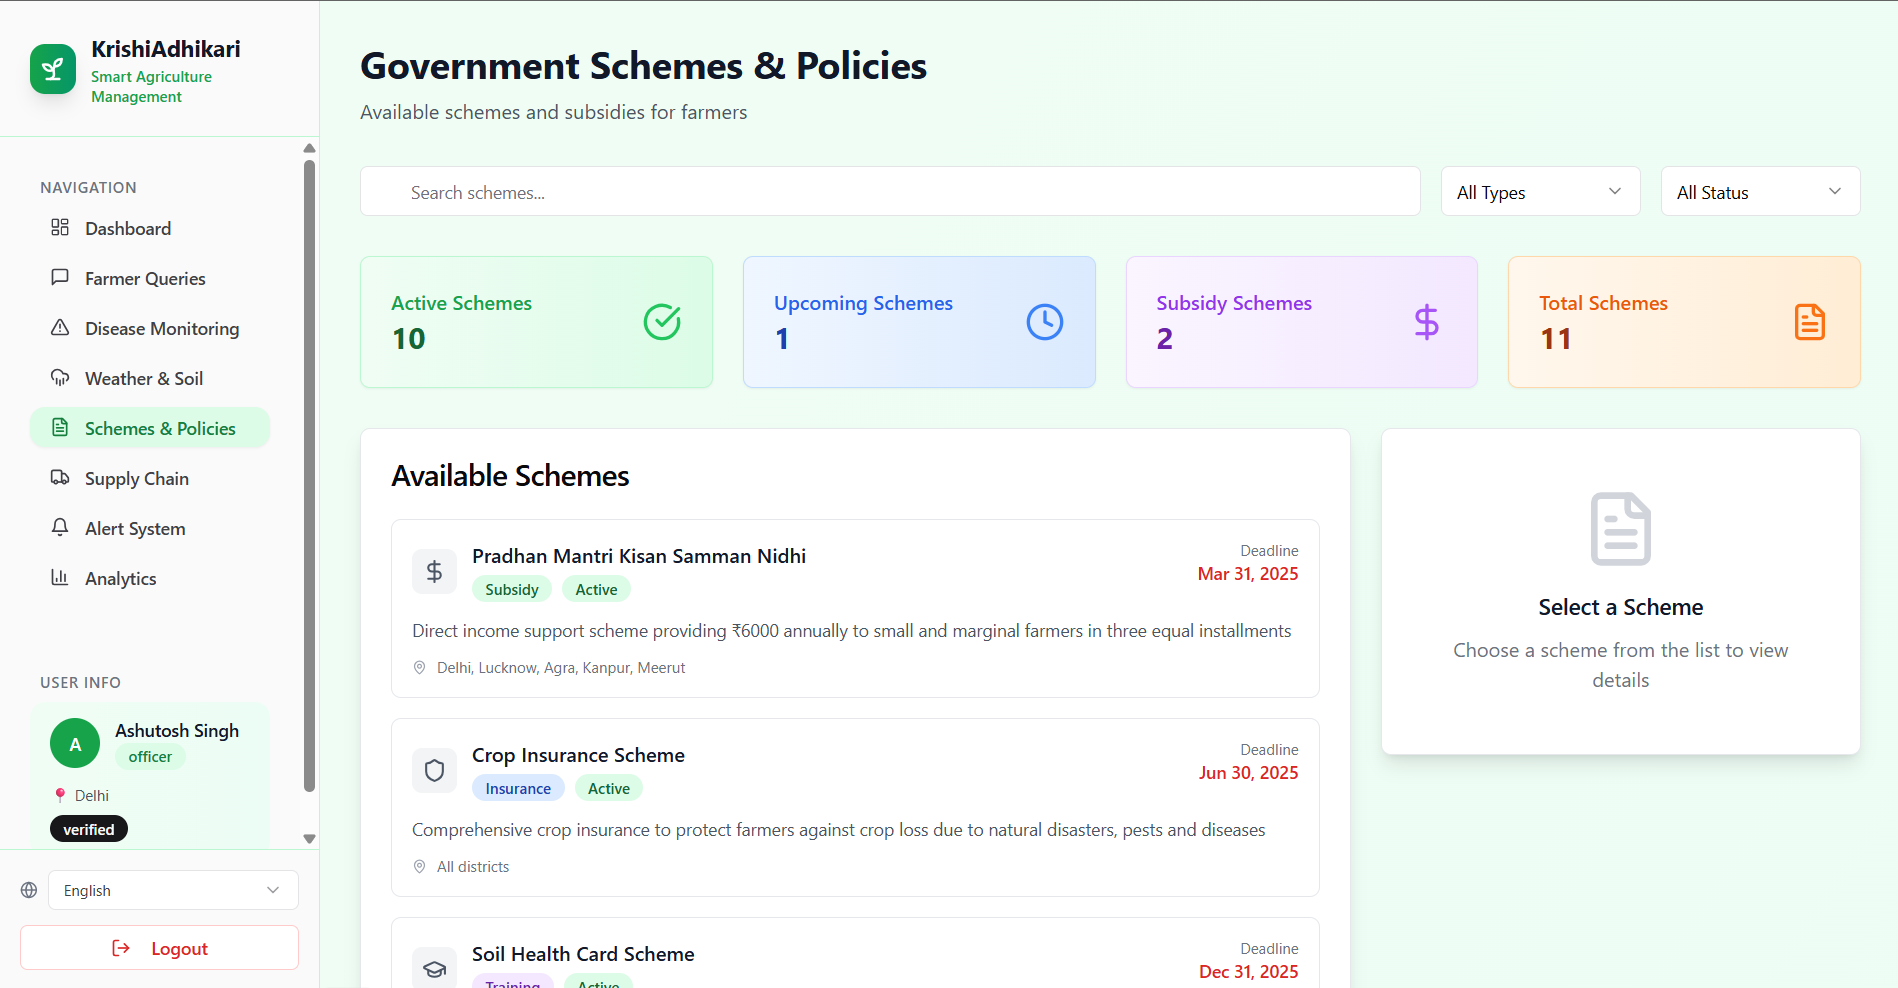 KrishiAdhikari
Smart Agriculture
Management
NAVIGATION
Dashboard
Farmer Queries
Disease Monitoring
Weather & Soil
Schemes & Policies
Supply Chain
Alert System
Analytics
USER INFO
A
Ashutosh Singh
officer
Delhi
verified
English
Logout
Government Schemes & Policies
Available schemes and subsidies for farmers
Search schemes...
All Types
All Status
Active Schemes
10
Upcoming Schemes
1
Subsidy Schemes
2
Total Schemes
11
Available Schemes
Pradhan Mantri Kisan Samman Nidhi
Subsidy Active
Deadline
Mar 31, 2025
Direct income support scheme providing ₹6000 annually to small and marginal farmers in three equal installments
Delhi, Lucknow, Agra, Kanpur, Meerut
Crop Insurance Scheme
Insurance Active
Deadline
Jun 30, 2025
Comprehensive crop insurance to protect farmers against crop loss due to natural disasters, pests and diseases
All districts
Soil Health Card Scheme
Training Active
Deadline
Dec 31, 2025
Select a Scheme
Choose a scheme from the list to view
details